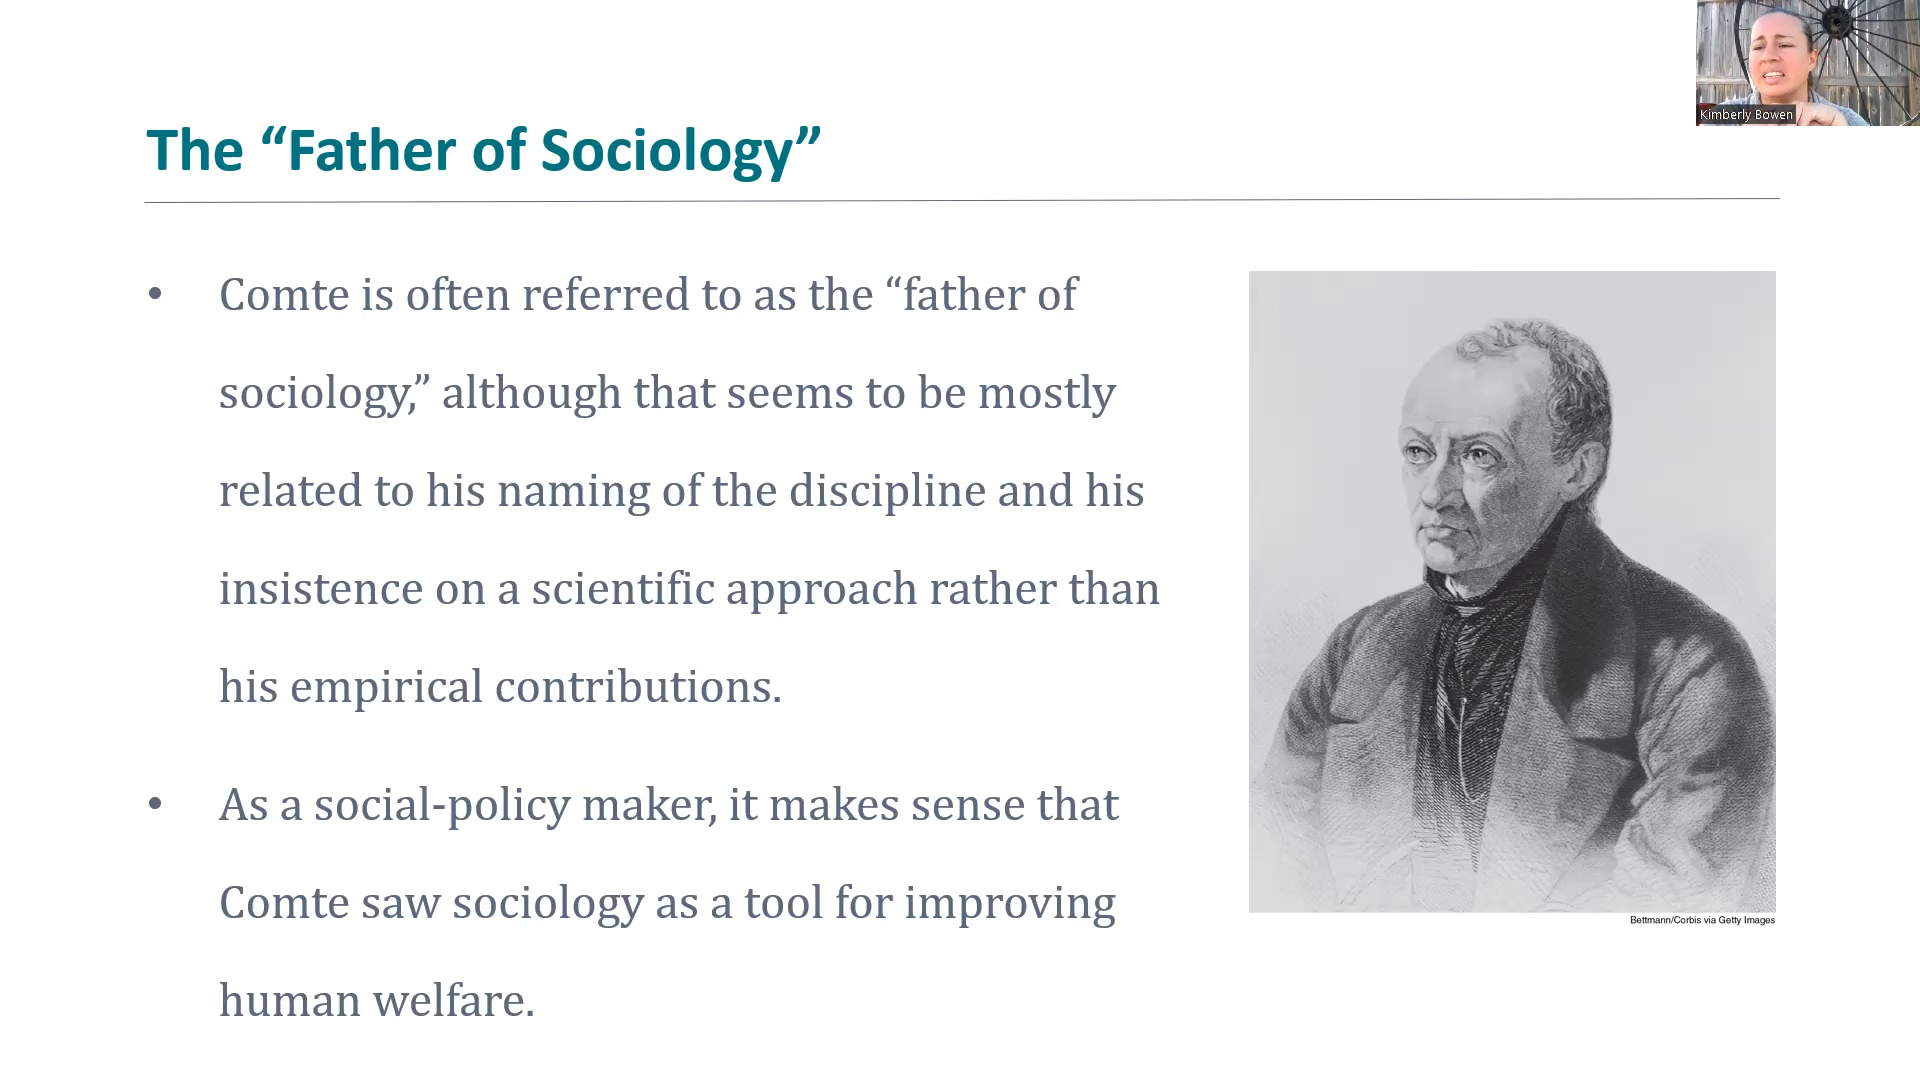 Kimberly Bowen
The “Father of Sociology”
• Comte is often referred to as the “father of
sociology,” although that seems to be mostly
related to his naming of the discipline and his
insistence on a scientific approach rather than
his empirical contributions.
• As a social-policy maker, it makes sense that
Comte saw sociology as a tool for improving
human welfare.
Bettmann/Corbis via Getty Images